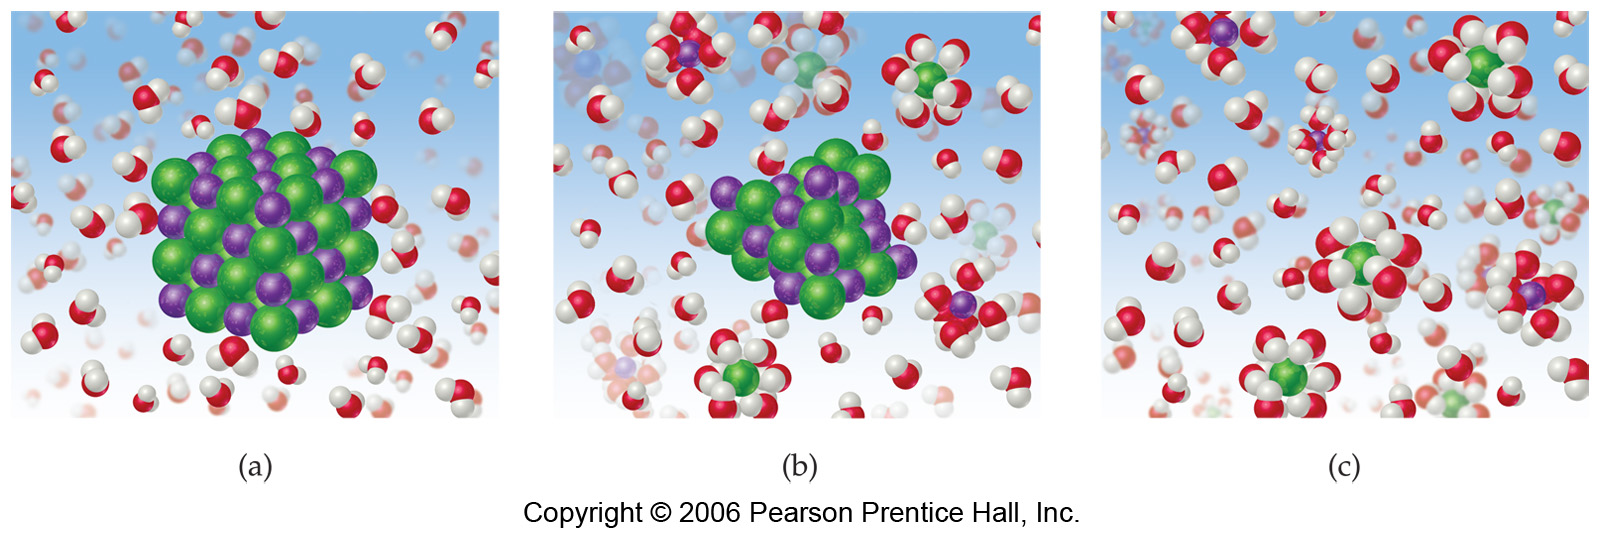 (a) (b) (c)
Copyright © 2006 Pearson Prentice Hall, Inc.